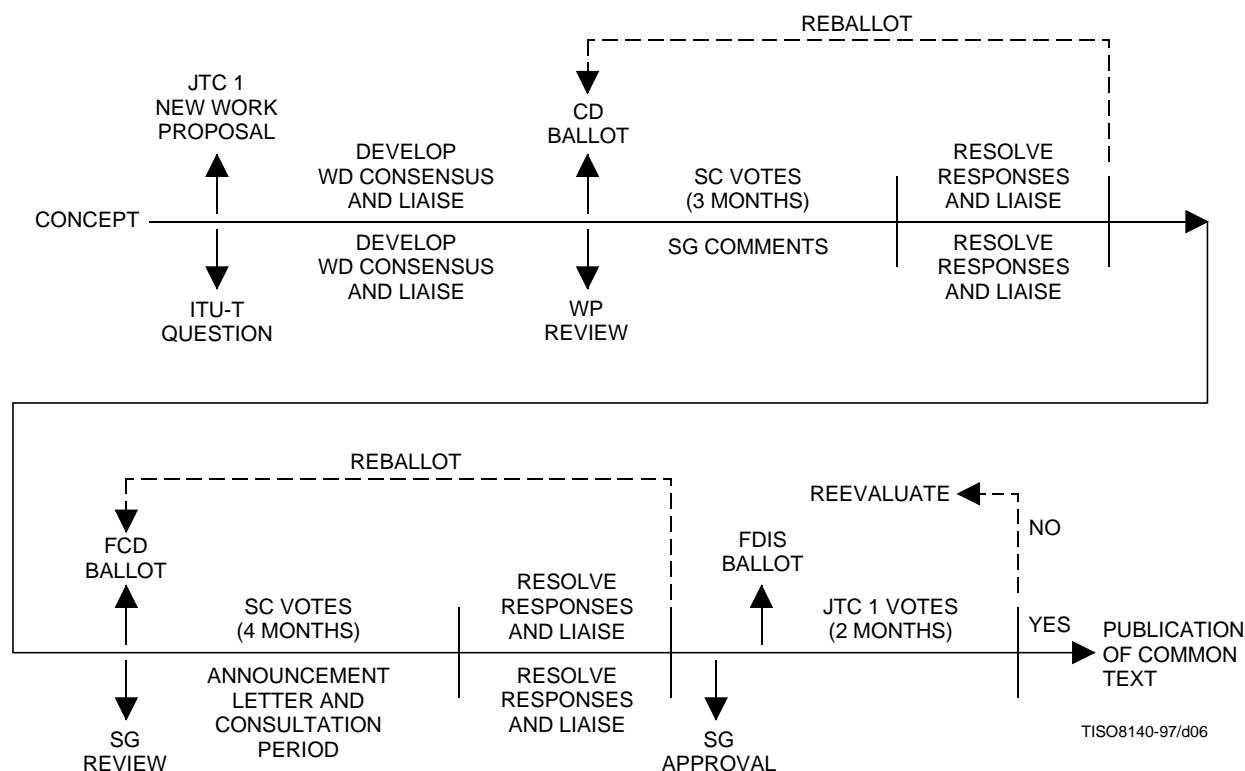 REBALLOT
JTC 1
NEW WORK
PROPOSAL
CD
BALLOT
DEVELOP
WD CONSENSUS
AND LIAISE
SC VOTES
(3 MONTHS)
RESOLVE
RESPONSES
AND LIAISE
CONCEPT
DEVELOP
WD CONSENSUS
AND LIAISE
SG COMMENTS
RESOLVE
RESPONSES
AND LIAISE
ITU-T
QUESTION
WP
REVIEW
REBALLOT
REEVALUATE
NO
FCD
BALLOT
FDIS
BALLOT
SC VOTES
(4 MONTHS)
RESOLVE
RESPONSES
AND LIAISE
JTC 1 VOTES
(2 MONTHS)
YES
PUBLICATION
OF COMMON
TEXT
ANNOUNCEMENT
LETTER AND
CONSULTATION
PERIOD
RESOLVE
RESPONSES
AND LIAISE
SG
REVIEW
SG
APPROVAL
TISO8140-97/d06